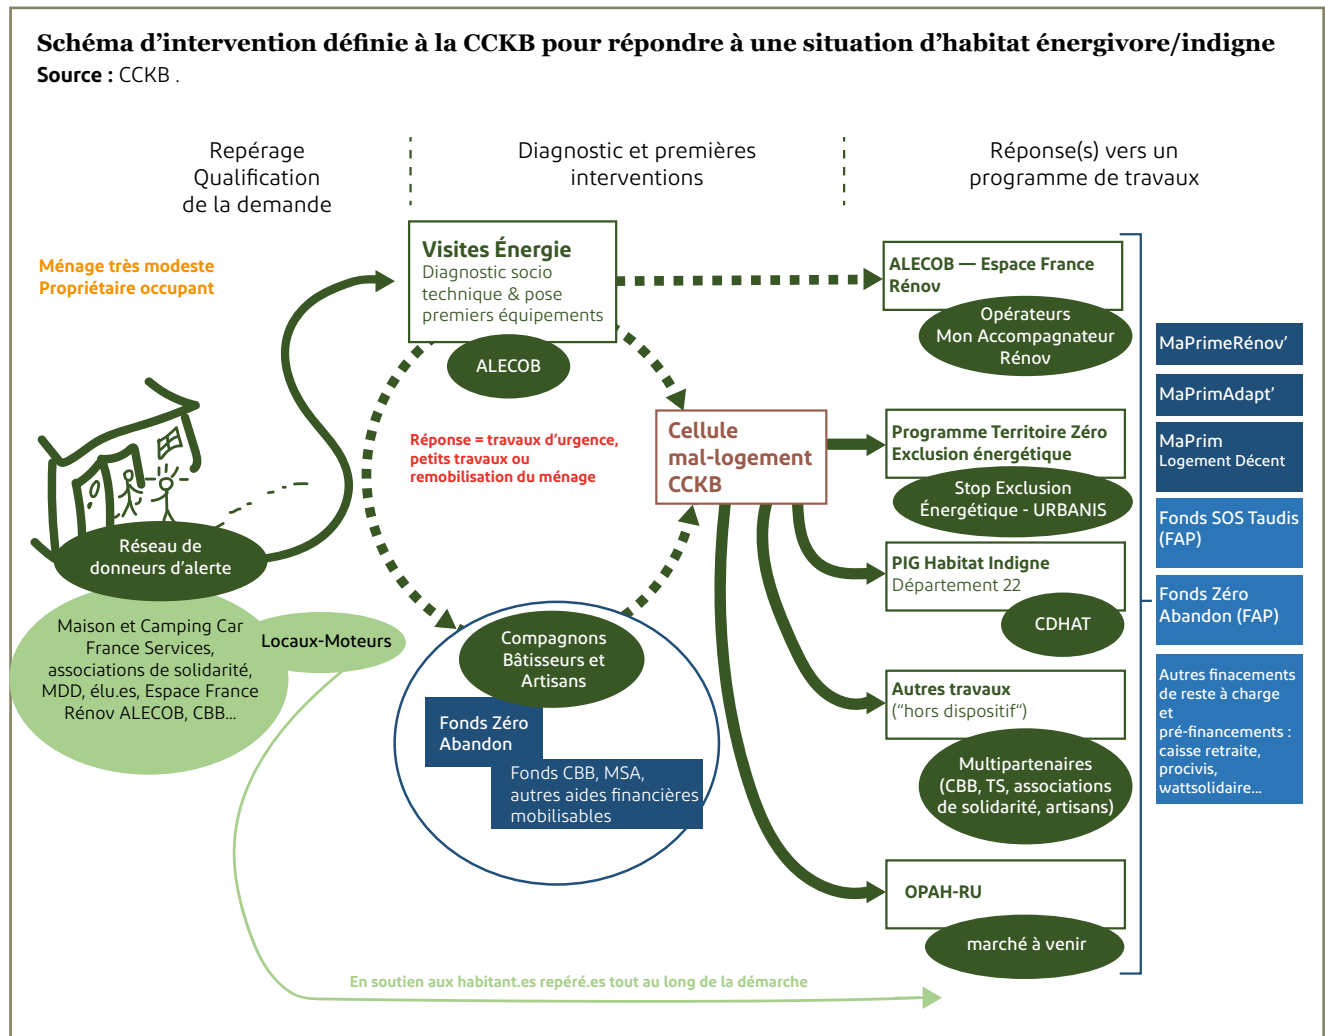 Schéma d’intervention définie à la CCKB pour répondre à une situation d’habitat énergivore/indigne
Source : CCKB .
Repérage
Qualification
de la demande
Diagnostic et premières
interventions
Réponse(s) vers un
programme de travaux
Ménage très modeste
Propriétaire occupant
Visites Énergie
Diagnostic socio
technique & pose
premiers équipements
ALECOB
Réponse = travaux d’urgence,
petits travaux ou
remobilisation du ménage
Cellule
mal-logement
CCKB
Réseau de
donneurs d’alerte
Maison et Camping Car
France Services,
associations de solidarité,
MDD, élu.es, Espace France
Rénov ALECOB, CBB...
Locaux-Moteurs
Compagnons
Bâtisseurs et
Artisans
Fonds Zéro
Abandon
Fonds CBB, MSA,
autres aides financières
mobilisables
ALECOB — Espace France
Rénov
Opérateurs
Mon Accompagnateur
Rénov
Programme Territoire Zéro
Exclusion énergétique
Stop Exclusion
Énergétique - URBANIS
PIG Habitat Indigne
Département 22
CDHAT
Autres travaux
(“hors dispositif“)
Multipartenaires
(CBB, TS, associations
de solidarité, artisans)
OPAH-RU
marché à venir
MaPrimeRénov’
MaPrimAdapt’
MaPrim
Logement Décent
Fonds SOS Taudis
(FAP)
Fonds Zéro
Abandon (FAP)
Autres finacements
de reste à charge
et
pré-financements :
caisse retraite,
procivis,
wattsolidaire...
En soutien aux habitant.es repéré.es tout au long de la démarche